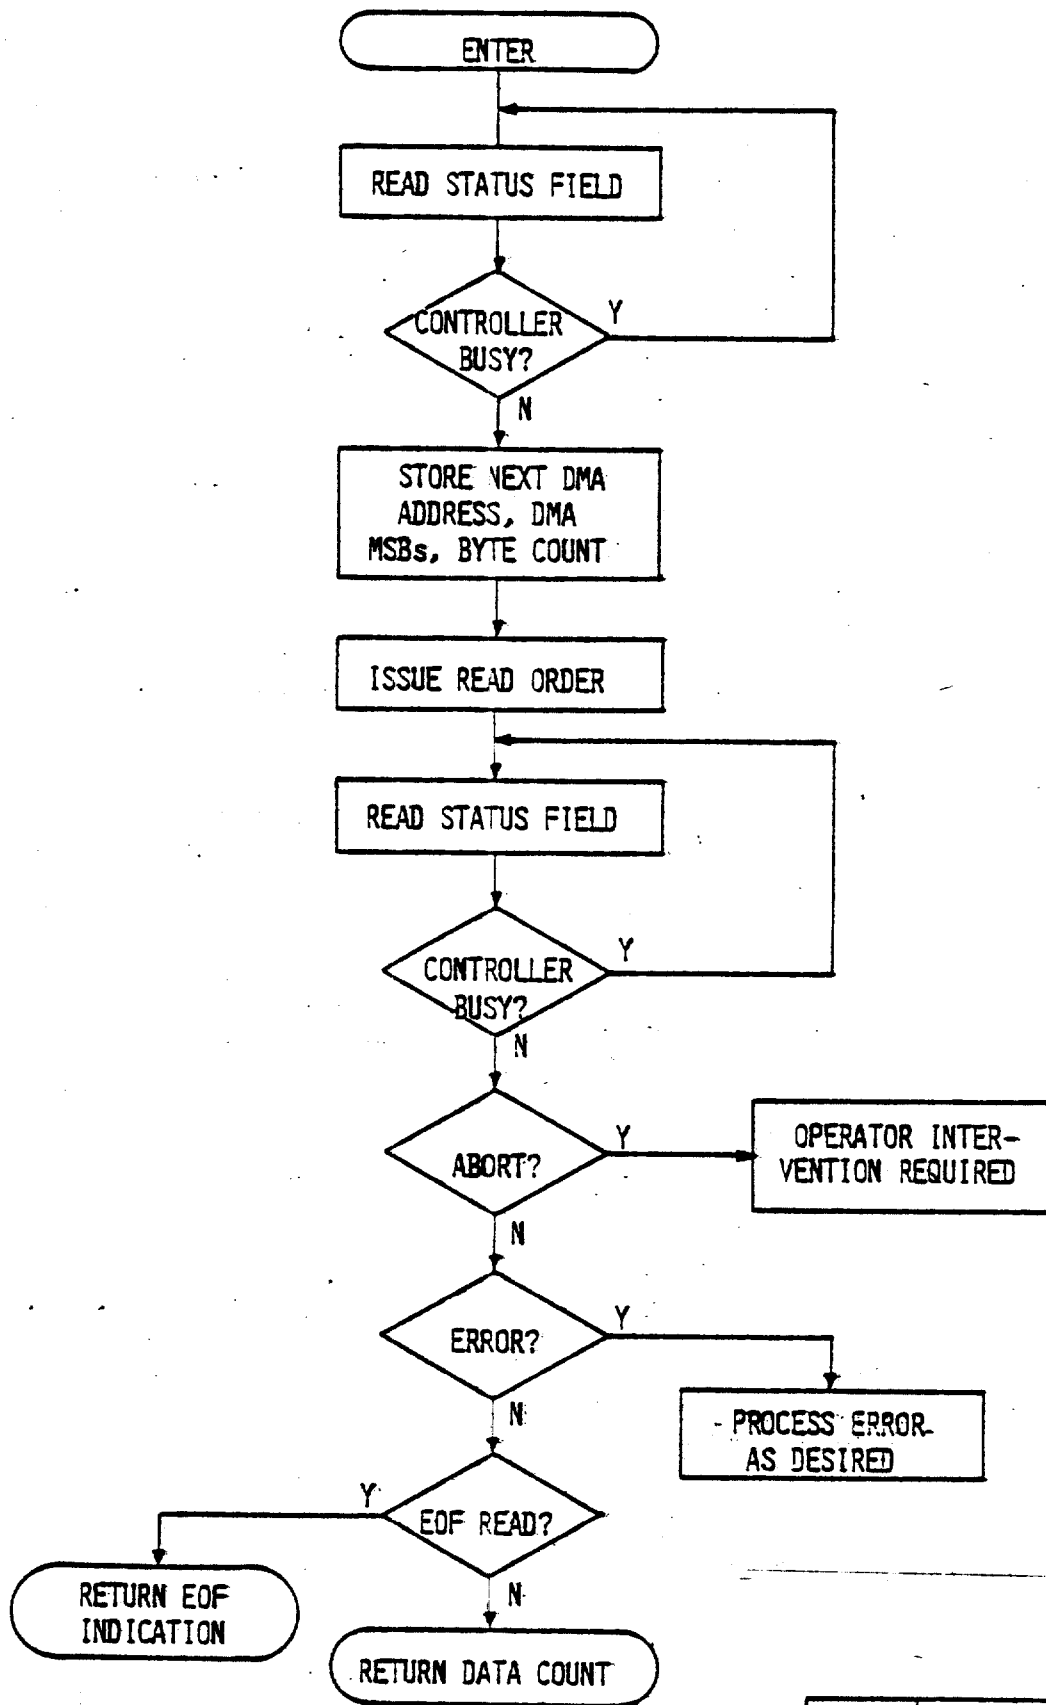 ENTER
READ STATUS FIELD
CONTROLLER
BUSY?
Y
N
STORE NEXT DMA
ADDRESS, DMA
MSBs, BYTE COUNT
ISSUE READ ORDER
READ STATUS FIELD
CONTROLLER
BUSY?
Y
N
ABORT?
Y
OPERATOR INTER-
VENTION REQUIRED
N
ERROR?
Y
PROCESS ERROR
AS DESIRED
N
EOF READ?
Y
RETURN EOF
INDICATION
N
RETURN DATA COUNT